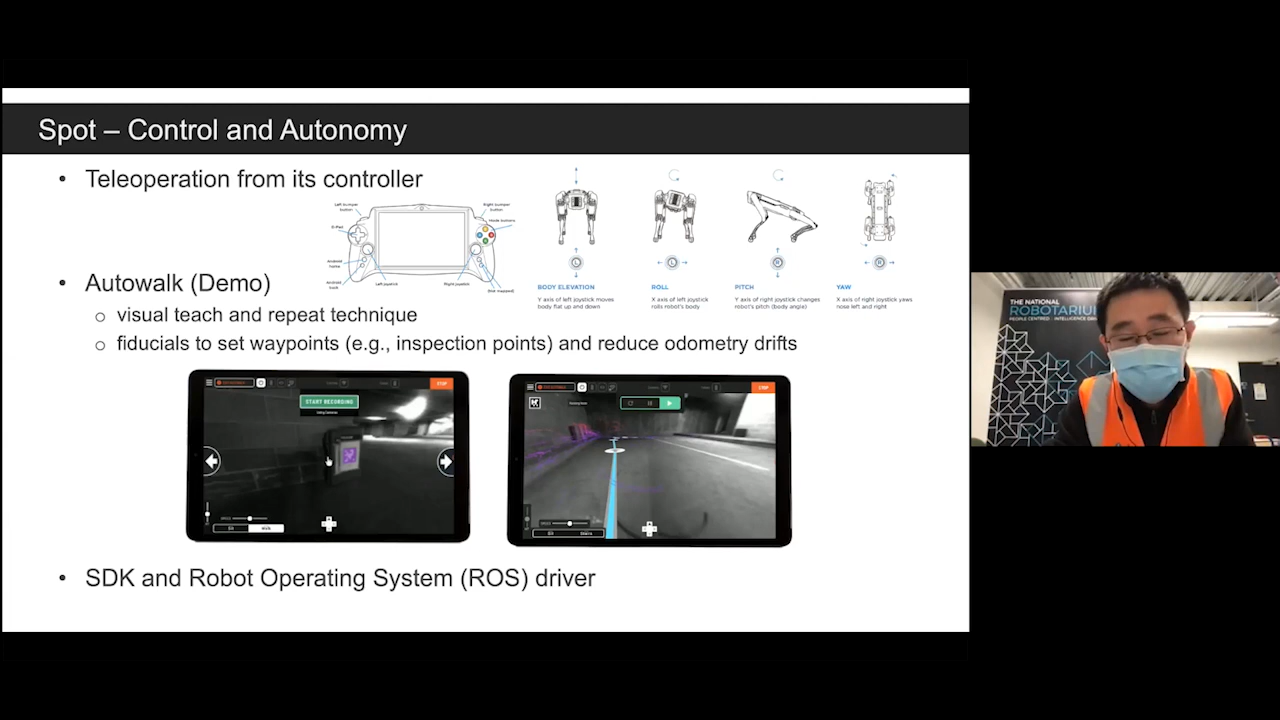 Spot – Control and Autonomy
• Teleoperation from its controller
Left bumper
button
Right bumper
button
D-Pad
Mode buttons
Android
home
Android
back
Left joystick
Right joystick
(Not mapped)
L
L
R
R
BODY ELEVATION
Y axis of left joystick moves
body flat up and down
ROLL
X axis of left joystick
rolls robot's body
PITCH
Y axis of right joystick changes
robot's pitch (body angle)
YAW
X axis of right joystick yaws
nose left and right
• Autowalk (Demo)
o visual teach and repeat technique
o fiducials to set waypoints (e.g., inspection points) and reduce odometry drifts
STOP
START RECORDING
STOP
• SDK and Robot Operating System (ROS) driver
THE NATIONAL
ROBOTARIU
PEOPLE CENTRED | INTELLIGENCE DRI